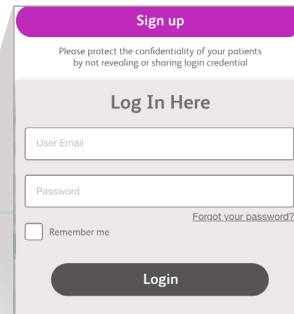 Sign up
Please protect the confidentiality of your patients
by not revealing or sharing login credential
Log In Here
User Email
Password
Forgot your password?
Remember me
Login